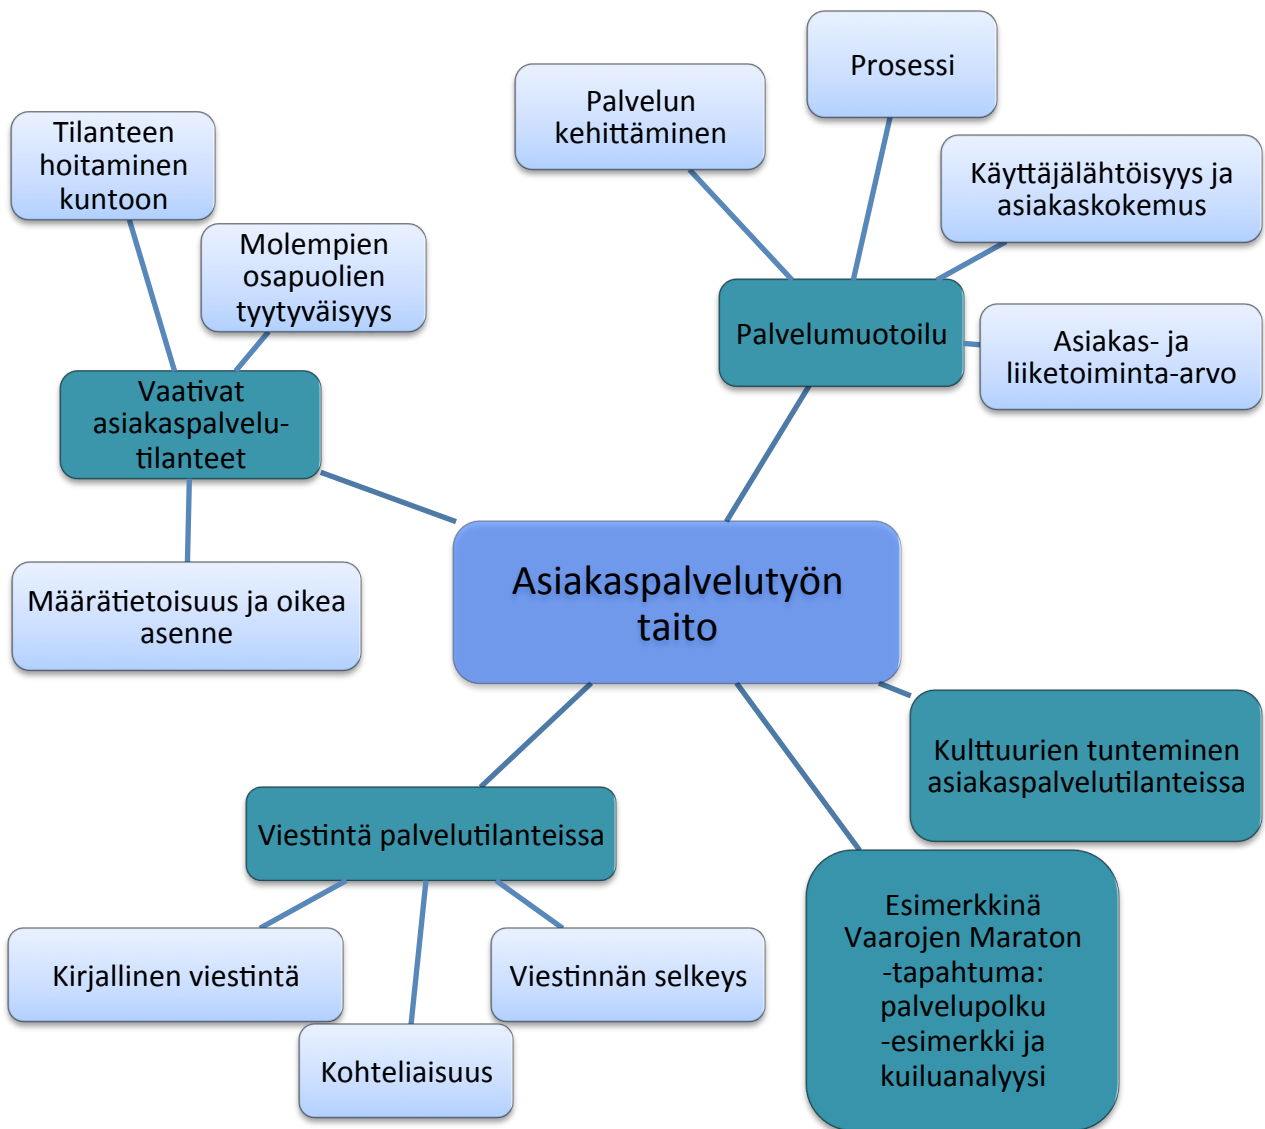 Prosessi
Palvelun
kehittäminen
Tilanteen
hoitaminen
kuntoon
Käyttäjälähtöisyys ja
asiakaskokemus
Molempien
osapuolien
tyytyväisyys
Palvelumuotoilu
Asiakas- ja
liiketoiminta-arvo
Vaativat
asiakaspalvelu-
tilanteet
Määrätietoisuus ja oikea
asenne
Asiakaspalvelutyön
taito
Kulttuurien tunteminen
asiakaspalvelutilanteissa
Viestintä palvelutilanteissa
Esimerkkinä
Vaarojen Maraton
-tapahtuma:
palvelupolku
-esimerkki ja
kuiluanalyysi
Kirjallinen viestintä
Viestinnän selkeys
Kohteliaisuus